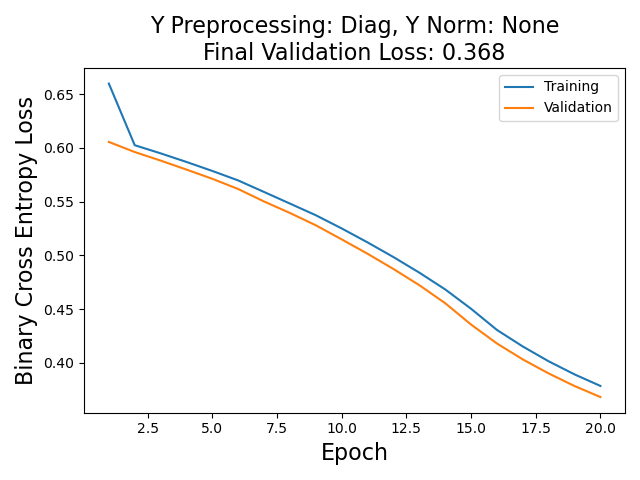 Y Preprocessing: Diag, Y Norm: None
Final Validation Loss: 0.368
Training
Validation
0.65
0.60
0.55
0.50
0.45
0.40
Binary Cross Entropy Loss
2.5
5.0
7.5
10.0
12.5
15.0
17.5
20.0
Epoch